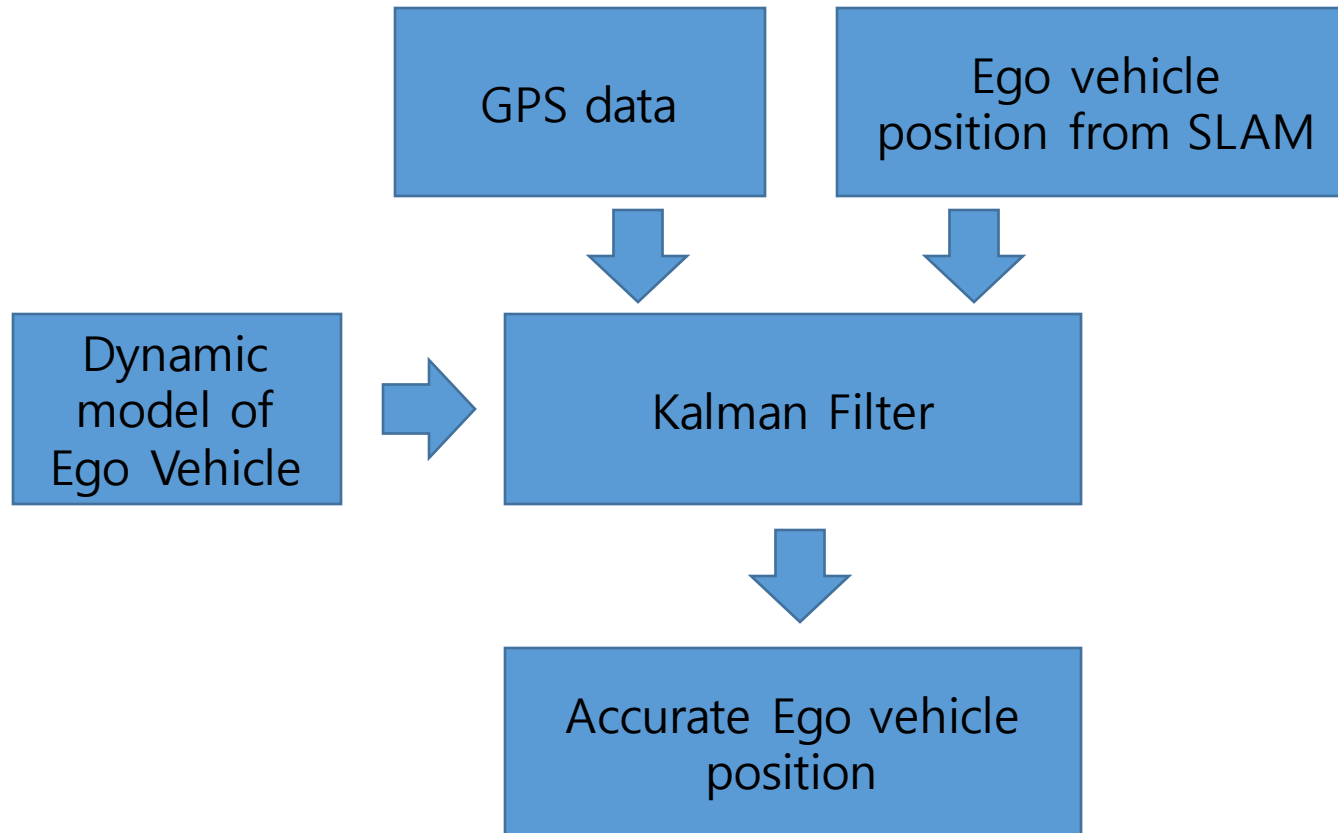 GPS data
Ego vehicle
position from SLAM
Dynamic
model of
Ego Vehicle
Kalman Filter
Accurate Ego vehicle
position